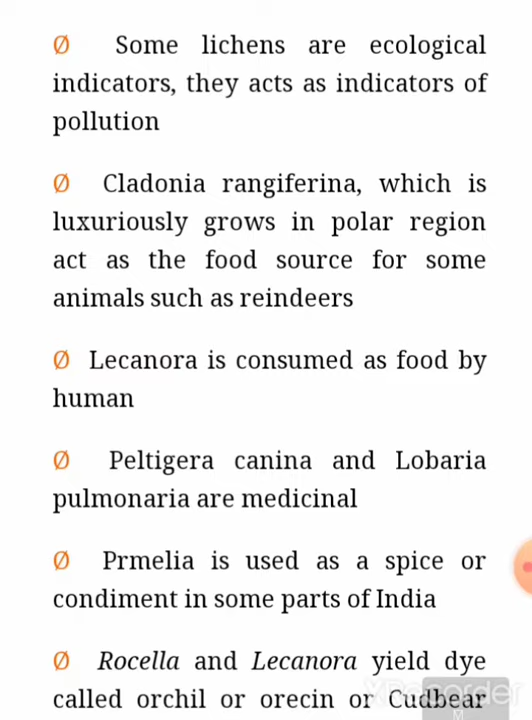 Ø Some lichens are ecological
indicators, they acts as indicators of
pollution
Ø Cladonia rangiferina, which is
luxuriously grows in polar region
act as the food source for some
animals such as reindeers
Ø Lecanora is consumed as food by
human
Ø Peltigera canina and Lobaria
pulmonaria are medicinal
Ø Prmelia is used as a spice or
condiment in some parts of India
Ø Rocella and Lecanora yield dye
called orchil or orecin or Cudbear
XRecorder